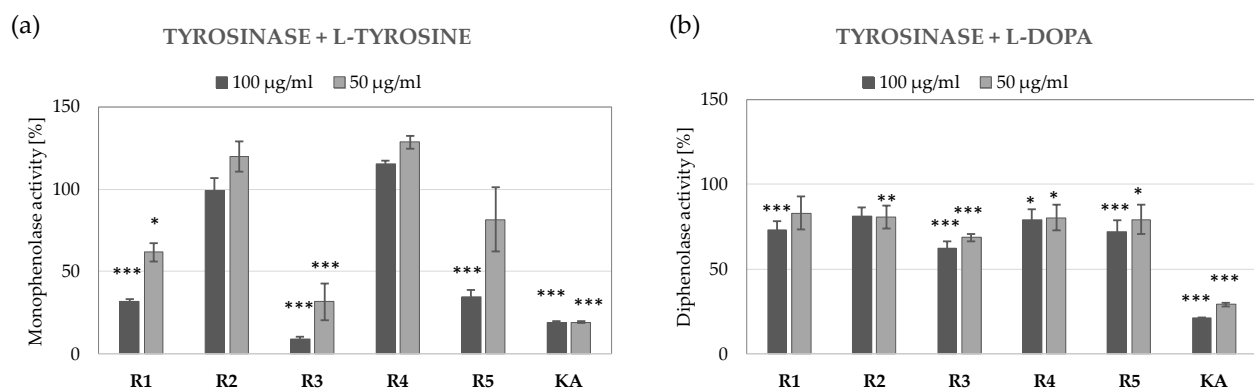 (a)
TYROSINASE + L-TYROSINE
100 µg/ml 50 µg/ml
Monophenolase activity [%]
150
100
50
0
*** *
*** ***
***
*** ***
R1 R2 R3 R4 R5 KA
(b)
TYROSINASE + L-DOPA
100 µg/ml 50 µg/ml
Diphenolase activity [%]
150
100
50
0
***
**
*** ***
* *
*** *
*** ***
R1 R2 R3 R4 R5 KA